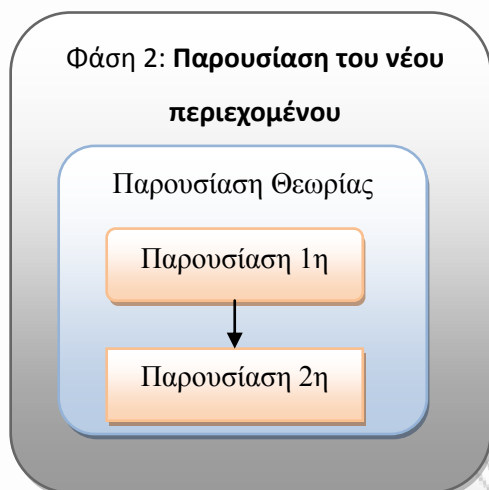 Φάση 2: Παρουσίαση του νέου
περιεχομένου
Παρουσίαση Θεωρίας
Παρουσίαση 1η
Παρουσίαση 2η